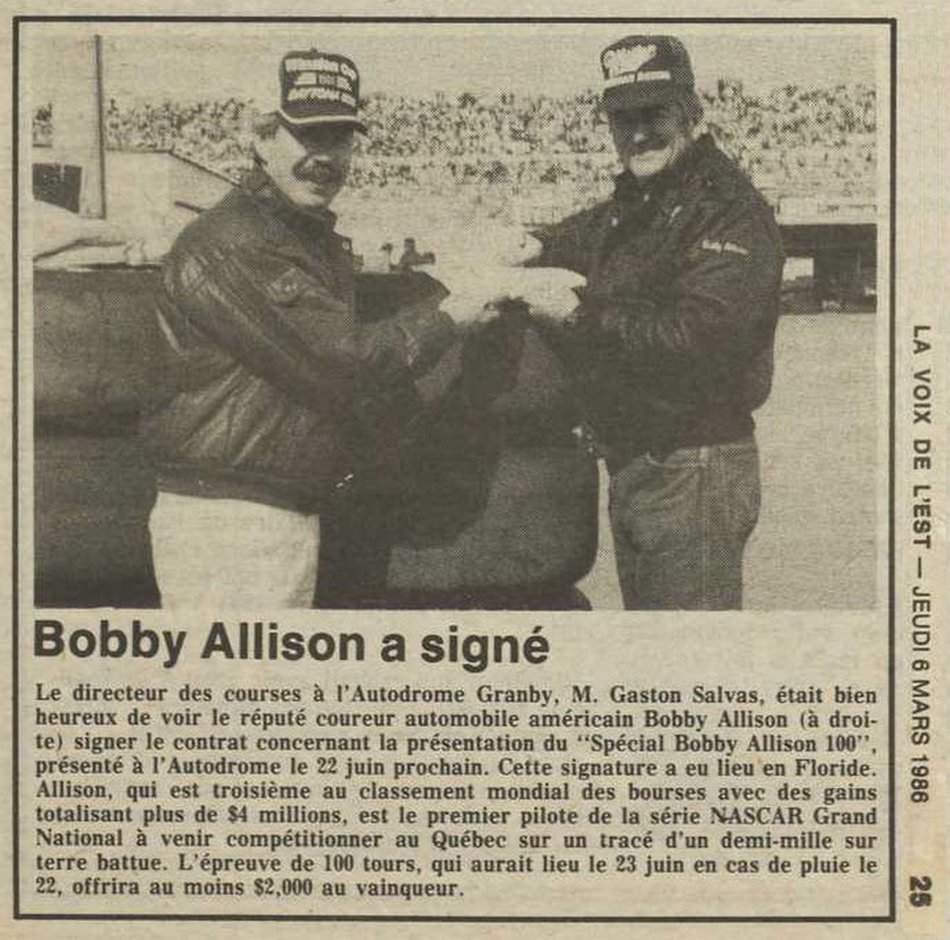 Miller
Bobby Allison a signé
Le directeur des courses à l'Autodrome Granby, M. Gaston Salvas, était bien
heureux de voir le réputé coureur automobile américain Bobby Allison (à droi-
te) signer le contrat concernant la présentation du "Spécial Bobby Allison 100",
présenté à l'Autodrome le 22 juin prochain. Cette signature a eu lieu en Floride.
Allison, qui est troisième au classement mondial des bourses avec des gains
totalisant plus de $4 millions, est le premier pilote de la série NASCAR Grand
National à venir compétitionner au Québec sur un tracé d'un demi-mille sur
terre battue. L'épreuve de 100 tours, qui aurait lieu le 23 juin en cas de pluie le
22, offrira au moins $2,000 au vainqueur.
LA VOIX DE L'EST — JEUDI 6 MARS 1986
25